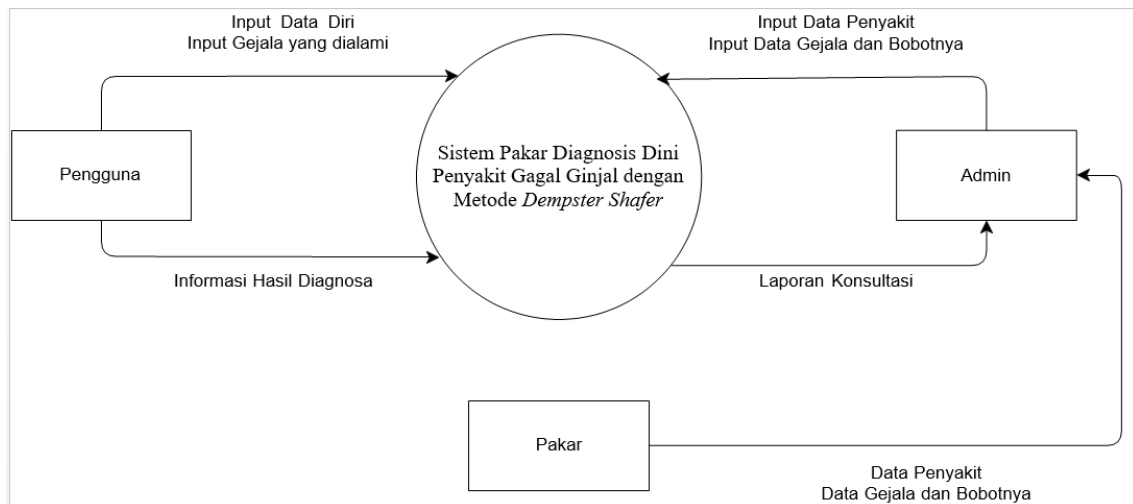 Input Data Diri
Input Gejala yang dialami
Input Data Penyakit
Input Data Gejala dan Bobotnya
Pengguna
Sistem Pakar Diagnosis Dini
Penyakit Gagal Ginjal dengan
Metode Dempster Shafer
Admin
Informasi Hasil Diagnosa
Laporan Konsultasi
Pakar
Data Penyakit
Data Gejala dan Bobotnya